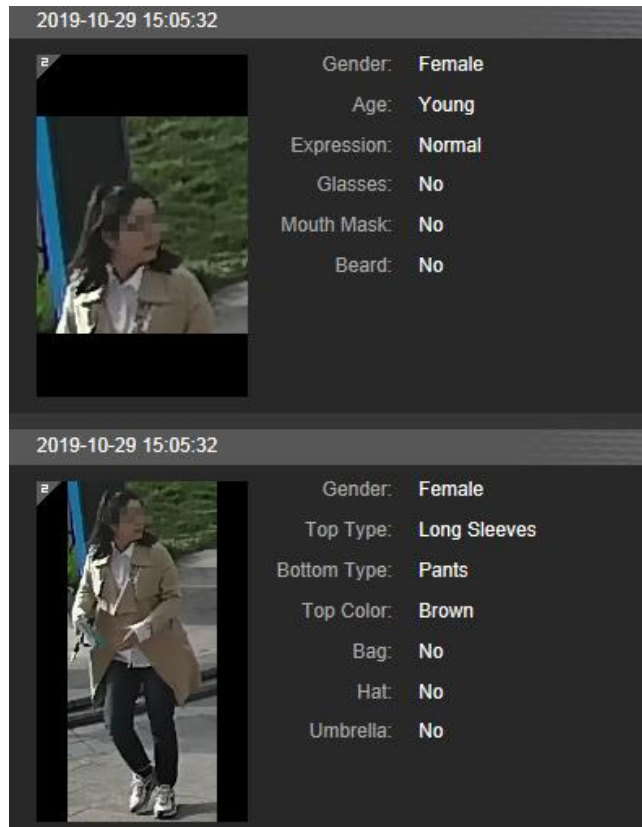 2019-10-29 15:05:32
2
Gender: Female
Age: Young
Expression: Normal
Glasses: No
Mouth Mask: No
Beard: No
2019-10-29 15:05:32
2
Gender: Female
Top Type: Long Sleeves
Bottom Type: Pants
Top Color: Brown
Bag: No
Hat: No
Umbrella: No